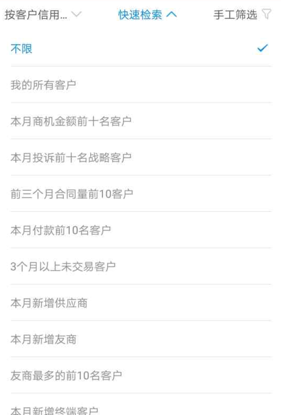 按客户信用... 快速检索 手工筛选
不限
我的所有客户
本月商机金额前十名客户
本月投诉前十名战略客户
前三个月合同量前10客户
本月付款前10名客户
3个月以上未交易客户
本月新增供应商
本月新增友商
友商最多的前10名客户
本月新增终端客户